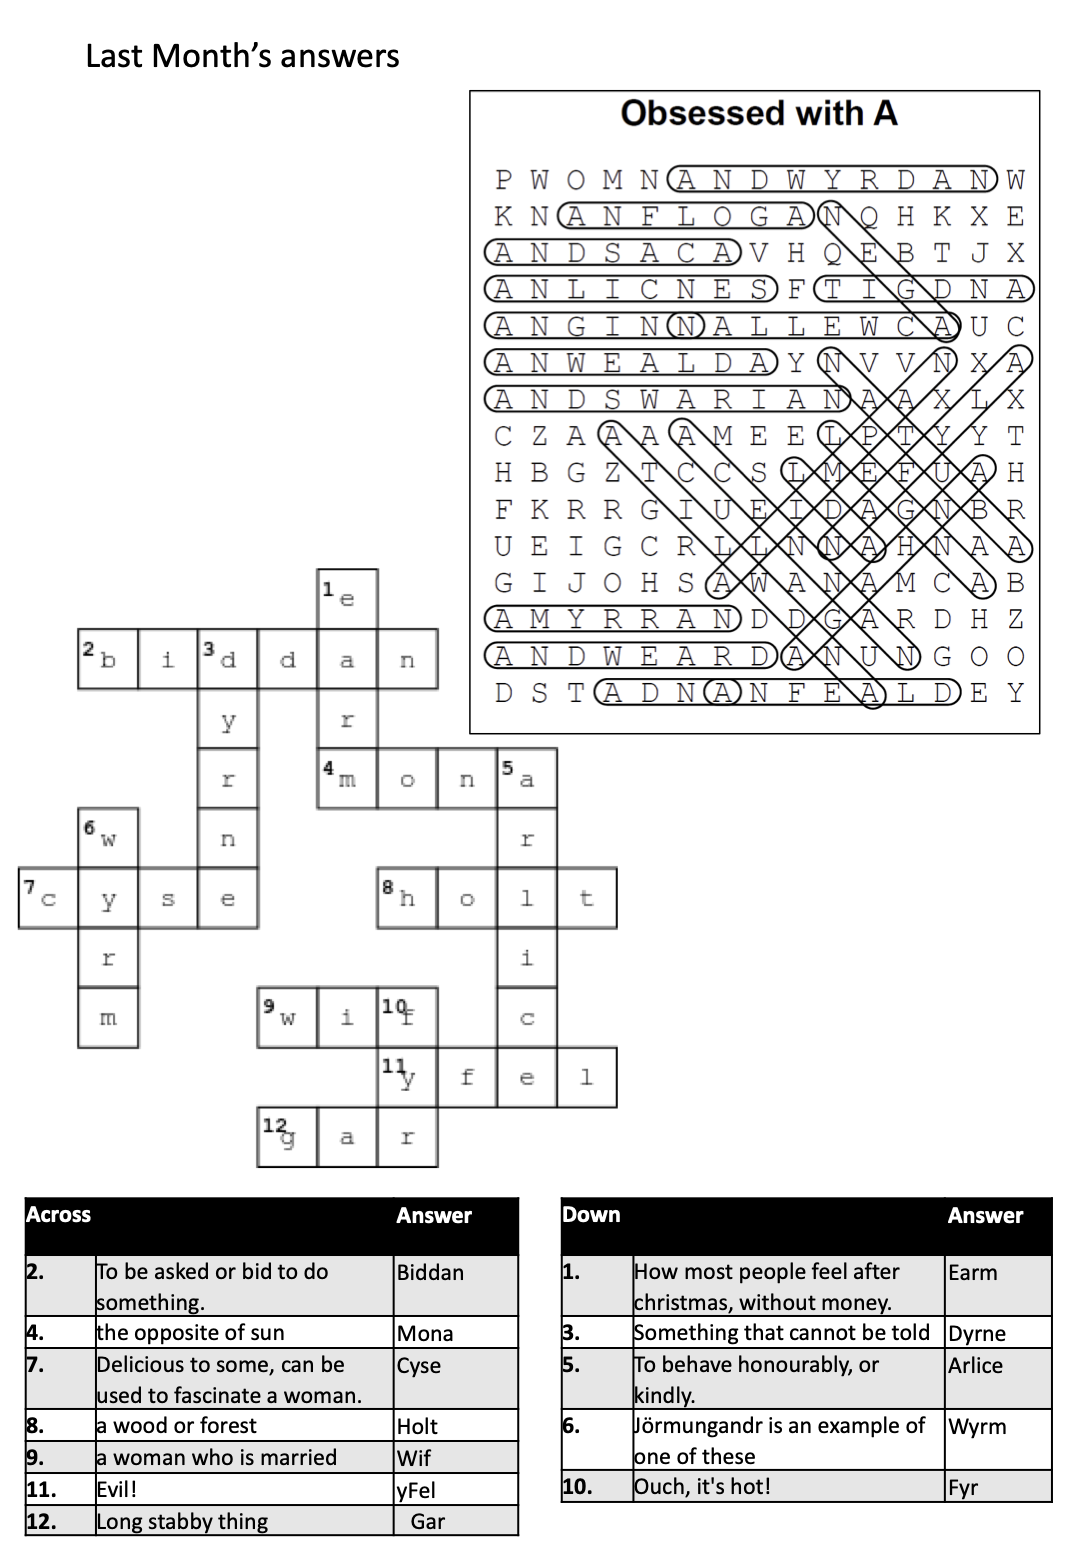 Last Month’s answers
Obsessed with A
P W O M N A N D W Y R D A N W
K N A N F L O G A N Q H K X E
A N D S A C A V H Q E B T J X
A N L I C N E S F T I G D N A
A N G I N N A L L E W C A U C
A N W E A L D A Y N V V N X A
A N D S W A R I A N A A X L X
C Z A A A A M E E L P T Y Y T
H B G Z T C C S L M E F U A H
F K R R G I U E I D A G N B R
U E I G C R L L N N A H N A A
G I J O H S A W A N A M C A B
A M Y R R A N D D G A R D H Z
A N D W E A R D A N U N G O O
D S T A D N A N F E A L D E Y
1 e
2 b i 3 d d a n
y r
r 4 m o n 5 a
6 w n r
7 c y s e 8 h o l t
r i
m 9 w i 10 f c
11 y f e l
12 g a r
Across Answer
2. To be asked or bid to do something. Biddan
4. the opposite of sun Mona
7. Delicious to some, can be used to fascinate a woman. Cyse
8. a wood or forest Holt
9. a woman who is married Wif
11. Evil! yFel
12. Long stabby thing Gar
Down Answer
1. How most people feel after christmas, without money. Earm
3. Something that cannot be told Dyrne
5. To behave honourably, or kindly. Arlice
6. Jörmungandr is an example of one of these Wyrm
10. Ouch, it's hot! Fyr